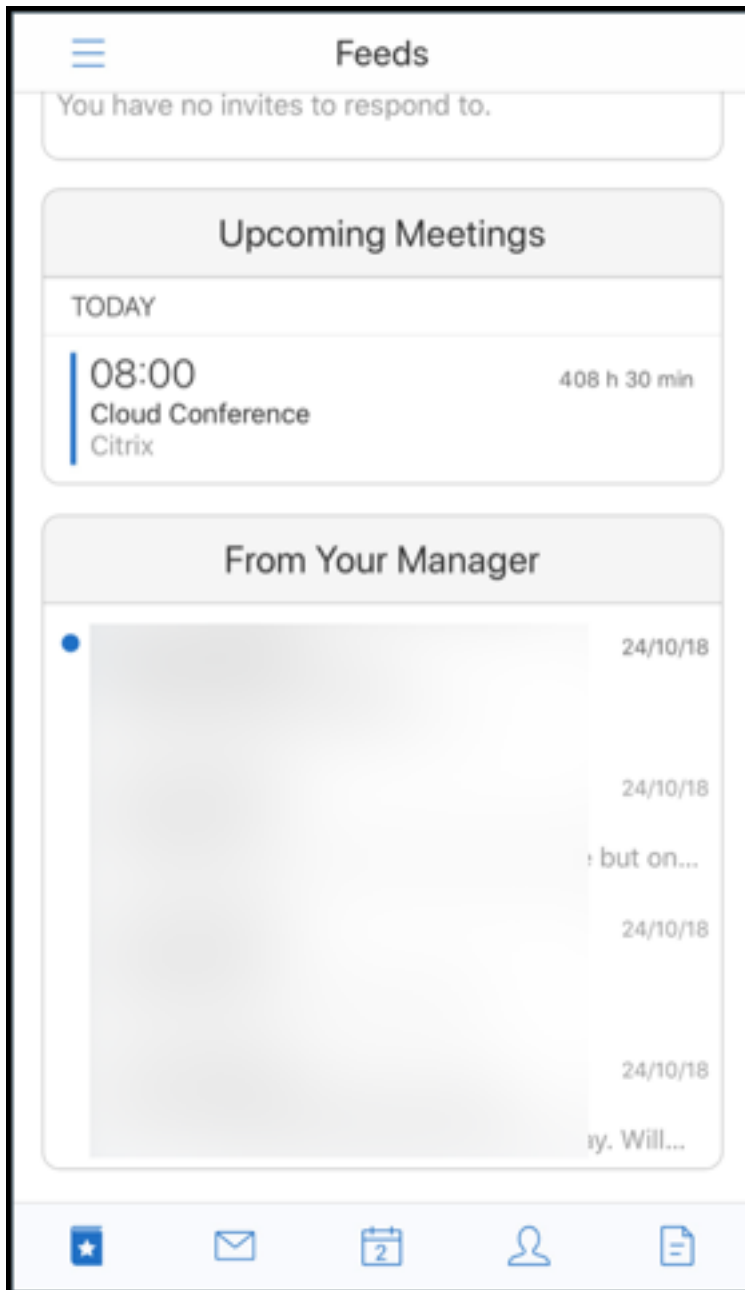 Feeds
You have no invites to respond to.
Upcoming Meetings
TODAY
08:00
408 h 30 min
Cloud Conference
Citrix
From Your Manager
24/10/18
24/10/18
but on...
24/10/18
24/10/18
Will...
2